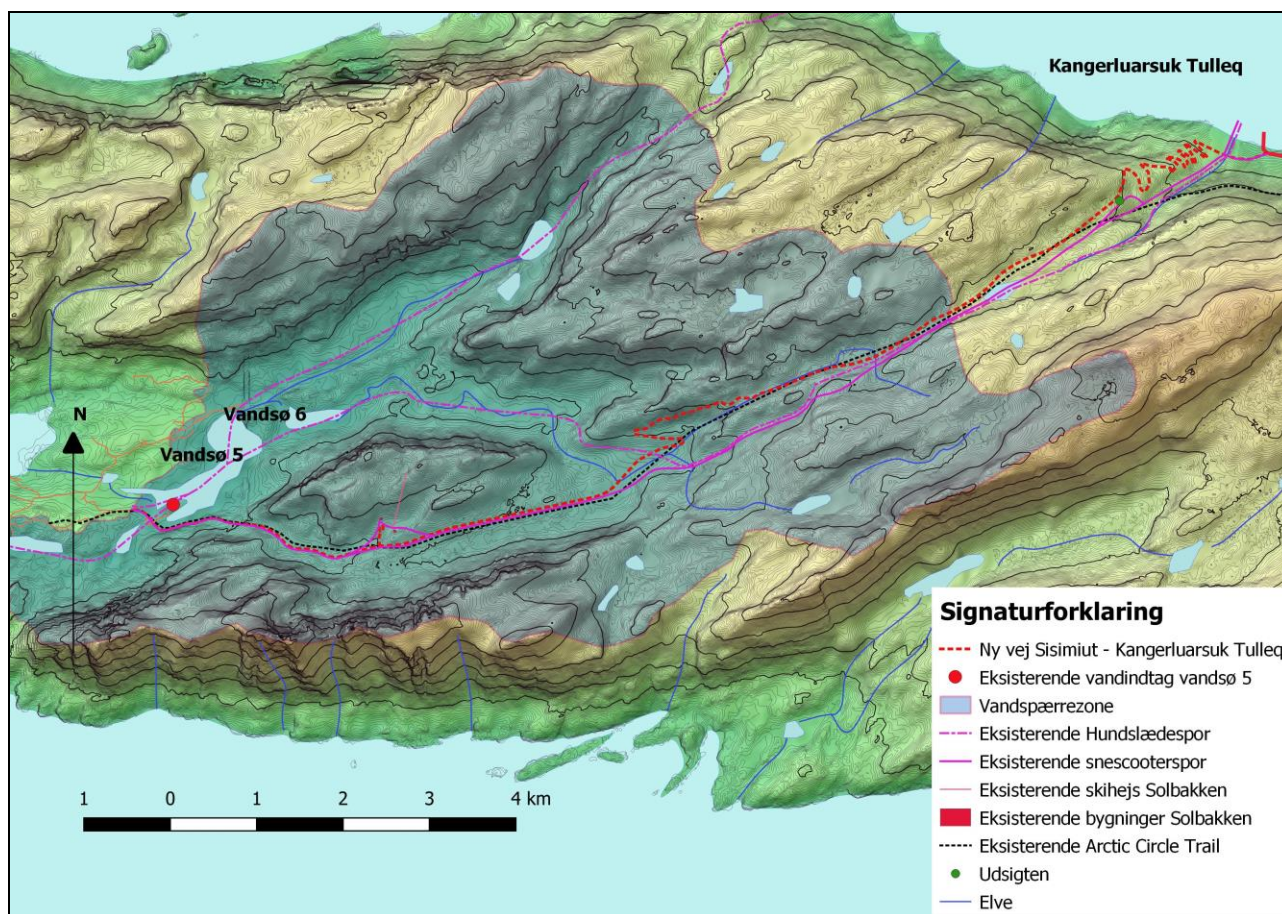 Kangerluarsuk Tulleq
Vandsø 6
N
Vandsø 5
1 0 1 2 3 4 km
Signaturforklaring
Ny vej Sisimiut - Kangerluarsuk Tulleq
Eksisterende vandindtag vandsø 5
Vandspærrezone
Eksisterende Hundslædespor
Eksisterende snescooterspor
Eksisterende skihejs Solbakken
Eksisterende bygninger Solbakken
Eksisterende Arctic Circle Trail
Udsigten
Elve